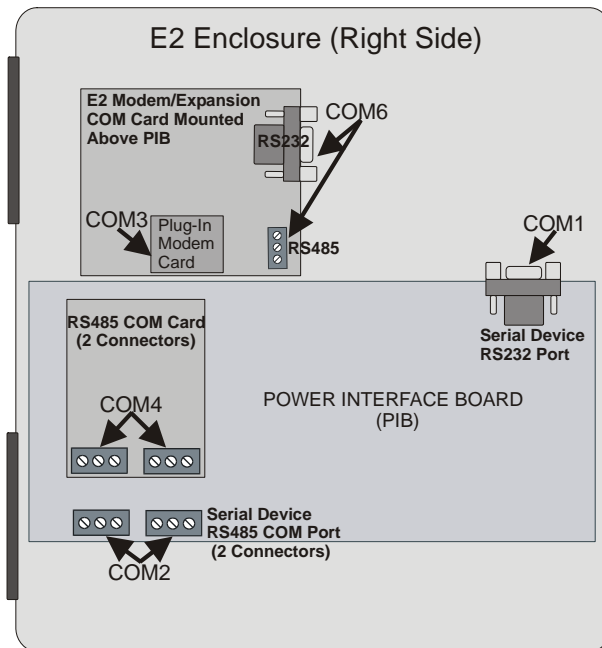 E2 Enclosure (Right Side)
E2 Modem/Expansion
COM Card Mounted
Above PIB
RS232
COM6
COM3
Plug-In
Modem
Card
RS485
COM1
Serial Device
RS232 Port
RS485 COM Card
(2 Connectors)
COM4
POWER INTERFACE BOARD
(PIB)
Serial Device
RS485 COM Port
(2 Connectors)
COM2